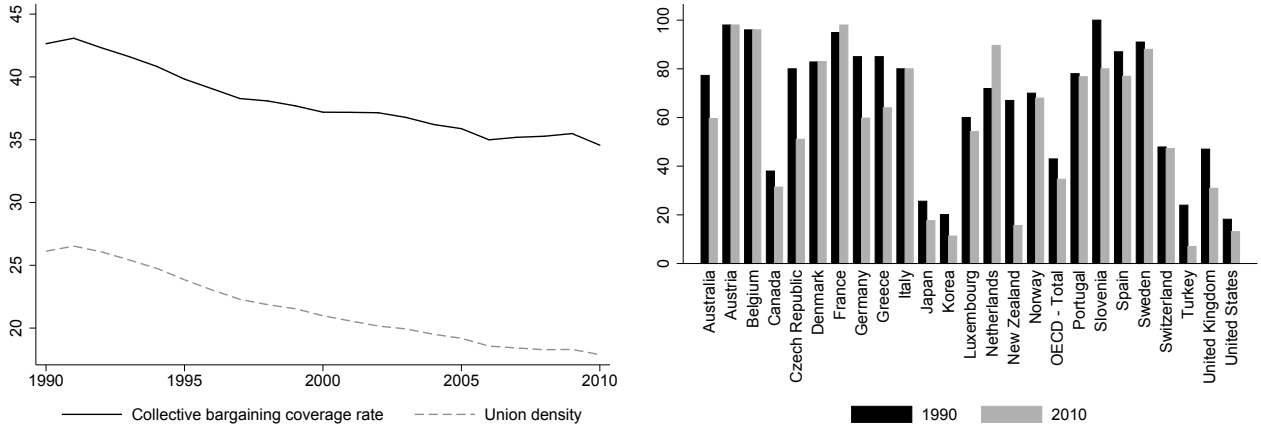 45
40
35
30
25
20
1990
1995
2000
2005
2010
Collective bargaining coverage rate
Union density
100
80
60
40
20
0
Australia
Austria
Belgium
Canada
Czech Republic
Denmark
France
Germany
Greece
Italy
Japan
Korea
Luxembourg
Netherlands
New Zealand
Norway
OECD - Total
Portugal
Slovenia
Spain
Sweden
Switzerland
Turkey
United Kingdom
United States
1990
2010